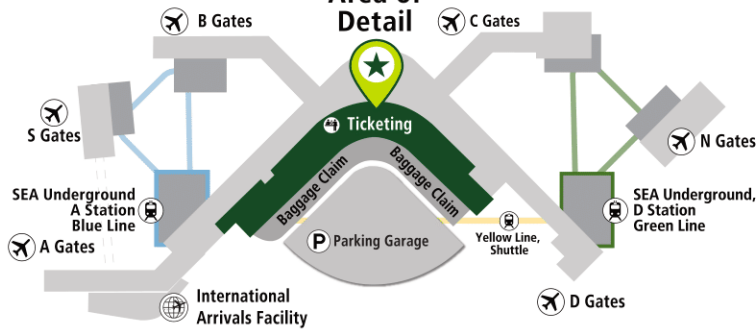 Detail
B Gates
C Gates
Ticketing
S Gates
N Gates
Baggage Claim
Baggage Claim
SEA Underground
A Station
Blue Line
SEA Underground,
D Station
Green Line
A Gates
P Parking Garage
Yellow Line,
Shuttle
International
Arrivals Facility
D Gates